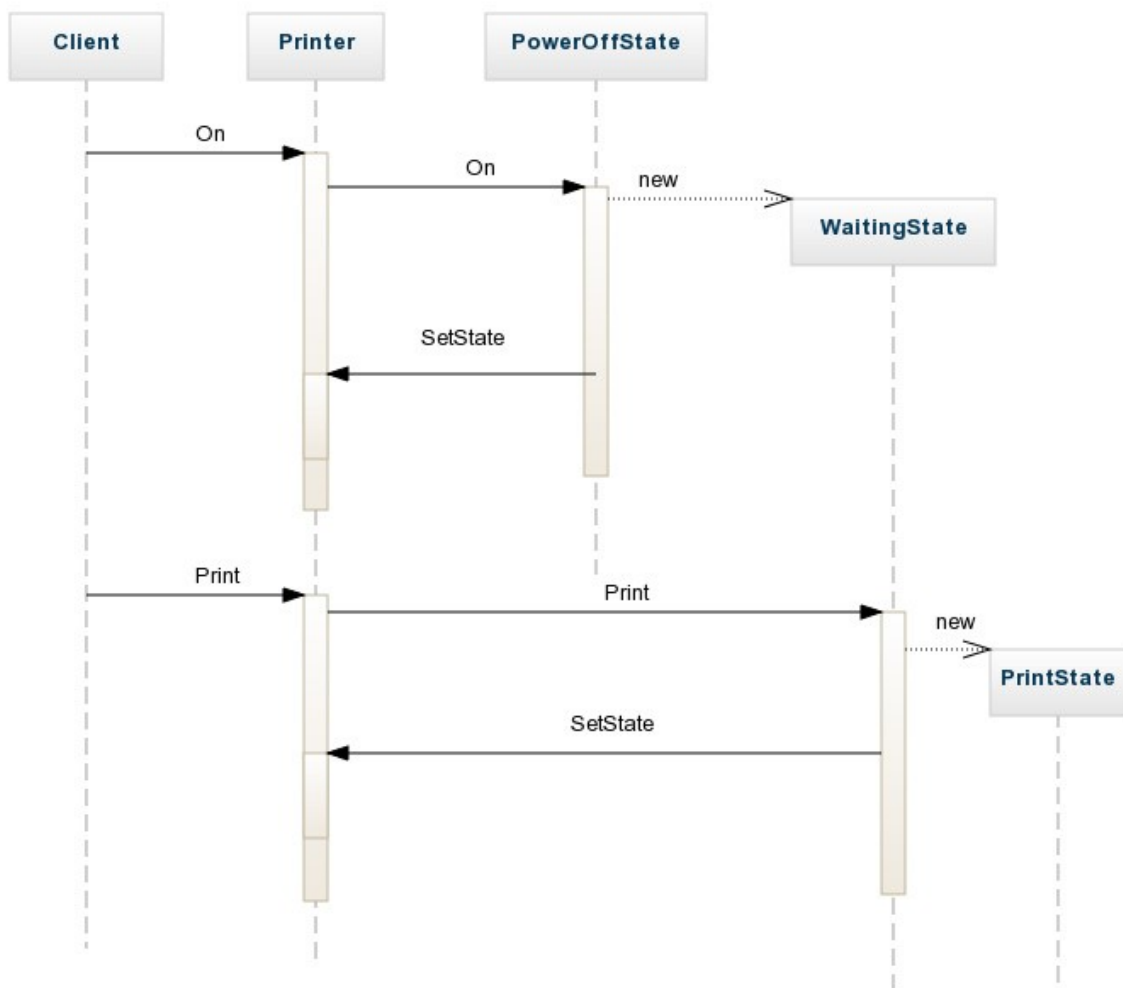 Client
Printer
PowerOffState
On
On
new
WaitingState
SetState
Print
Print
new
PrintState
SetState